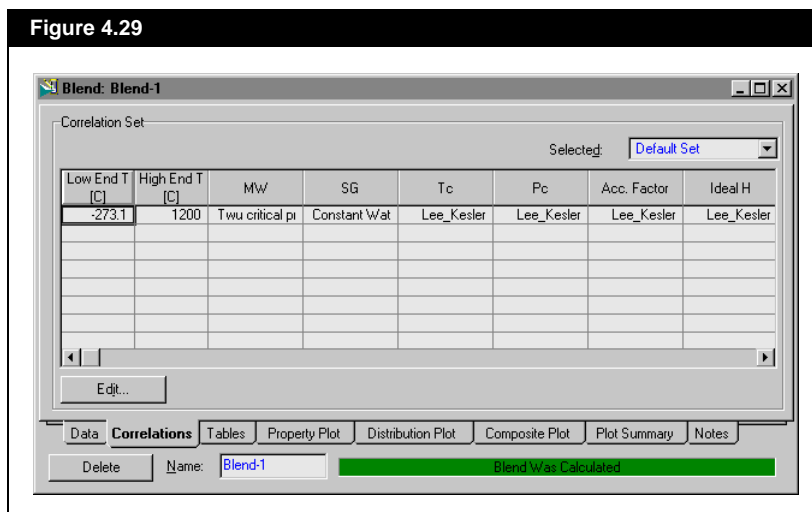 Figure 4.29
Blend: Blend-1
Correlation Set
Selected: Default Set
Low End T [C] High End T [C] MW SG Tc Pc Acc. Factor Ideal H
-273.1 1200 Twu critical pr Constant Wat Lee_Kesler Lee_Kesler Lee_Kesler Lee_Kesler
Edit...
Data Correlations Tables Property Plot Distribution Plot Composite Plot Plot Summary Notes
Delete Name: Blend-1 Blend Was Calculated